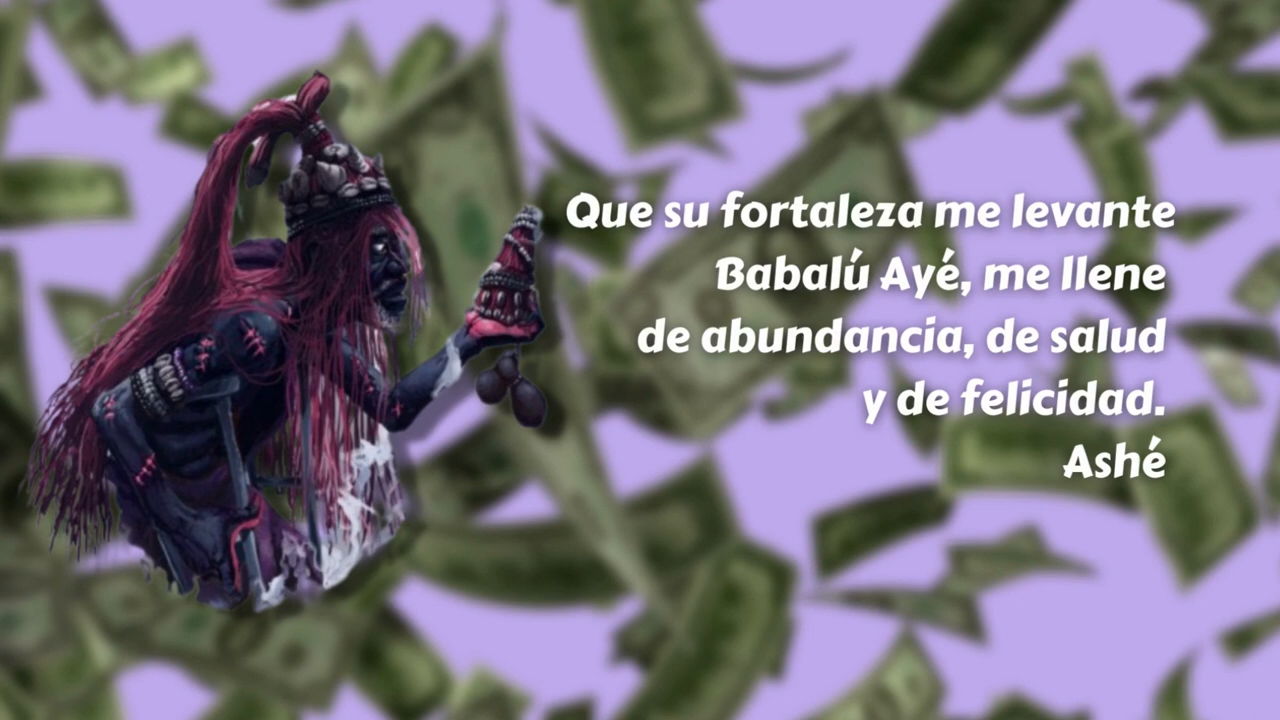 Que su fortaleza me levante
Babalú Ayé, me llene
de abundancia, de salud
y de felicidad.
Ashé